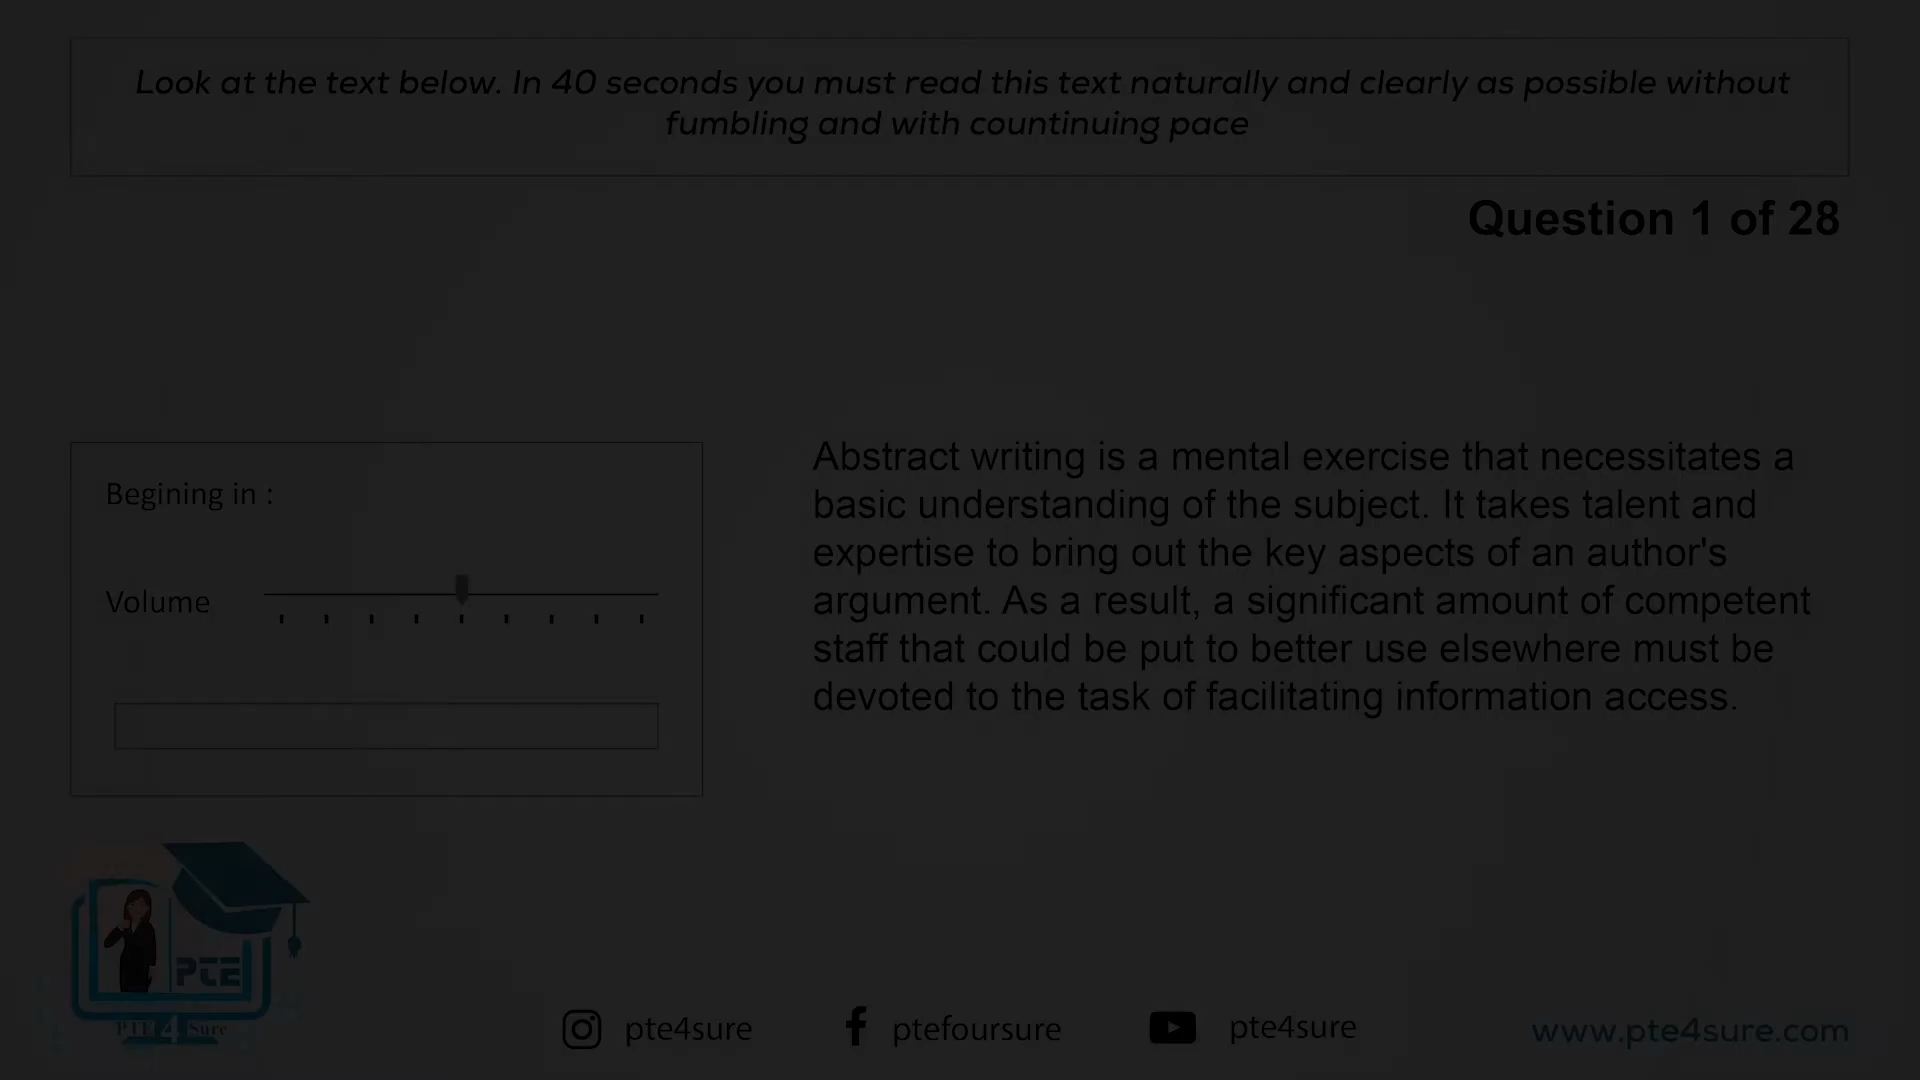 Look at the text below. In 40 seconds you must read this text naturally and clearly as possible without
fumbling and with countinuing pace
Question 1 of 28
Begining in :
Volume
Abstract writing is a mental exercise that necessitates a
basic understanding of the subject. It takes talent and
expertise to bring out the key aspects of an author's
argument. As a result, a significant amount of competent
staff that could be put to better use elsewhere must be
devoted to the task of facilitating information access.
PTE
PTE 4 Sure
pte4sure
ptefoursure
pte4sure
www.pte4sure.com